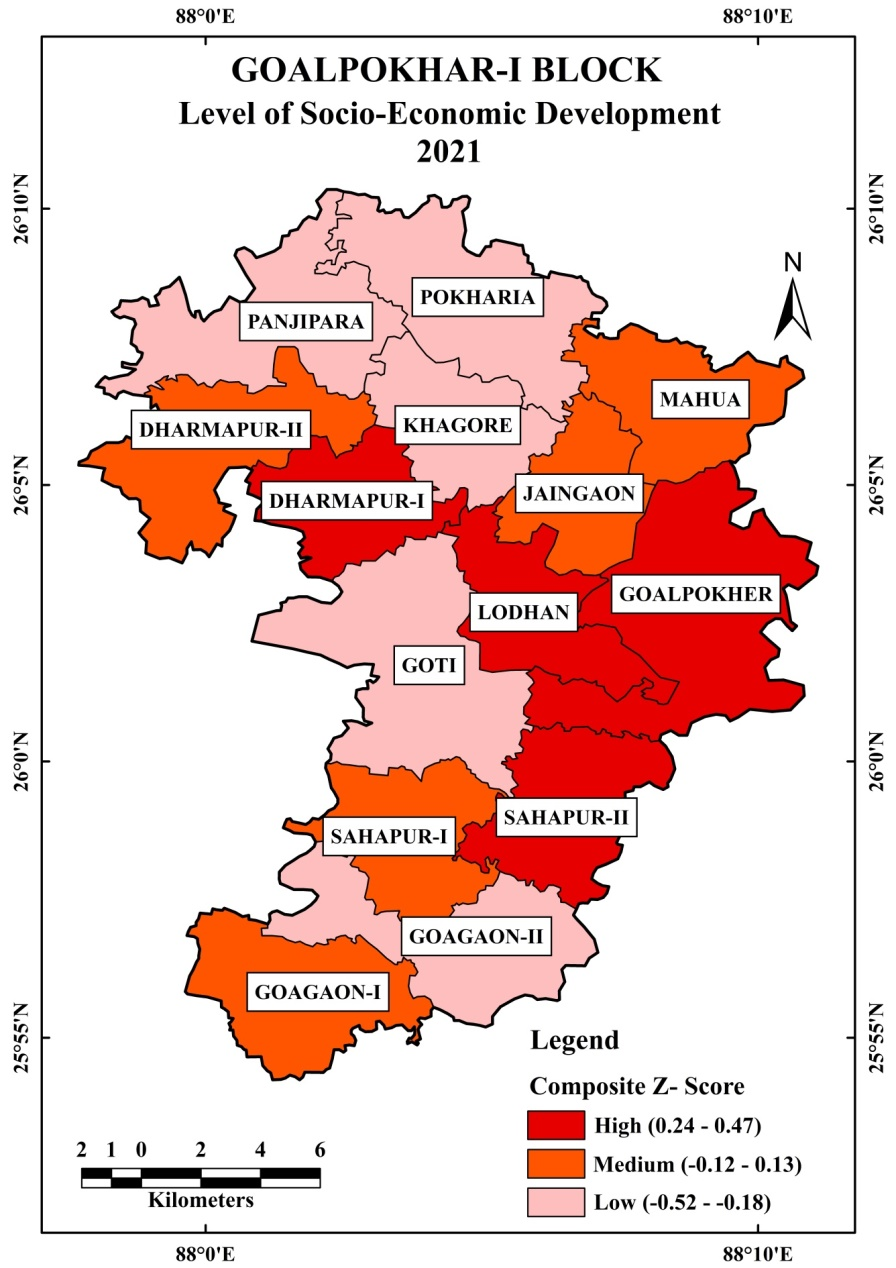 88°0'E
88°10'E
GOALPOKHAR-I BLOCK
Level of Socio-Economic Development
2021
26°10'N
26°10'N
N
POKHARIA
PANJIPARA
MAHUA
KHAGORE
DHARMAPUR-II
26°5'N
26°5'N
JAINGAON
DHARMAPUR-I
GOALPOKHER
LODHAN
GOTI
26°0'N
26°0'N
SAHAPUR-II
SAHAPUR-I
GOAGAON-II
GOAGAON-I
25°55'N
25°55'N
Legend
Composite Z- Score
High (0.24 - 0.47)
Medium (-0.12 - 0.13)
Low (-0.52 - -0.18)
2 1 0 2 4 6
Kilometers
88°0'E
88°10'E